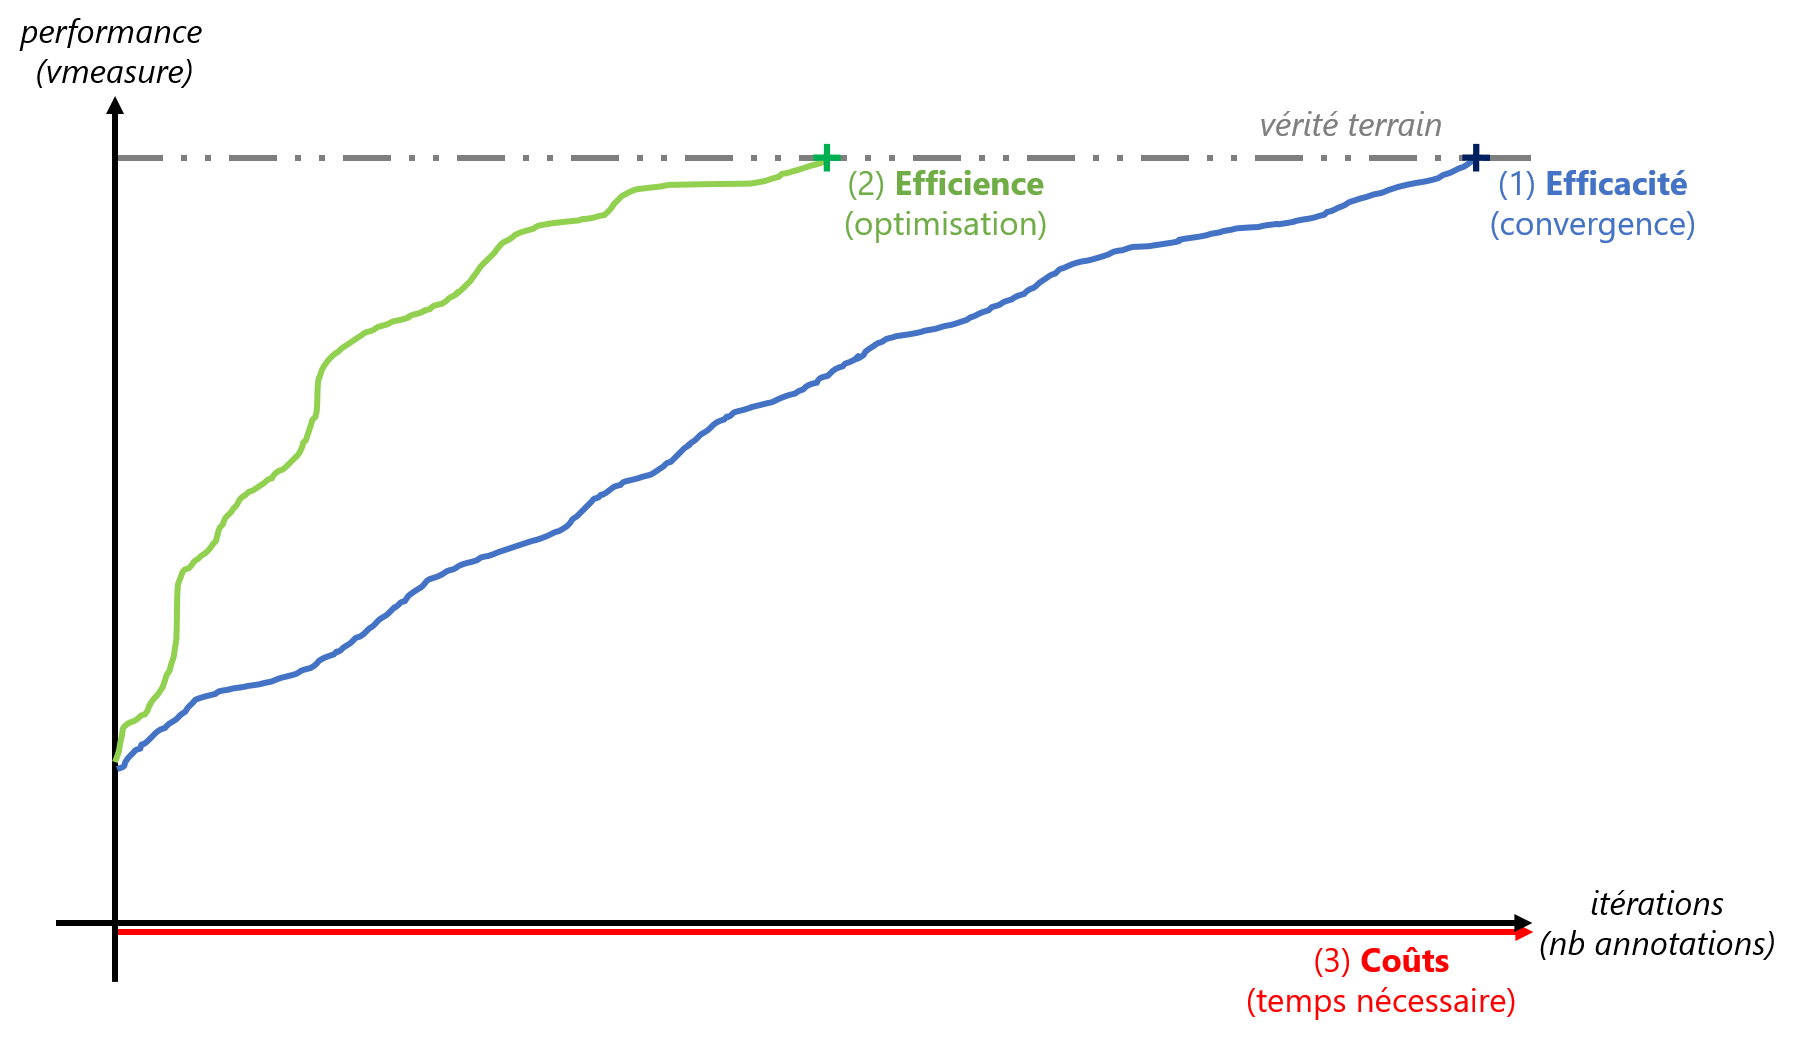 performance
(vmeasure)
vérité terrain
(2) Efficience
(optimisation)
(1) Efficacité
(convergence)
itérations
(nb annotations)
(3) Coûts
(temps nécessaire)